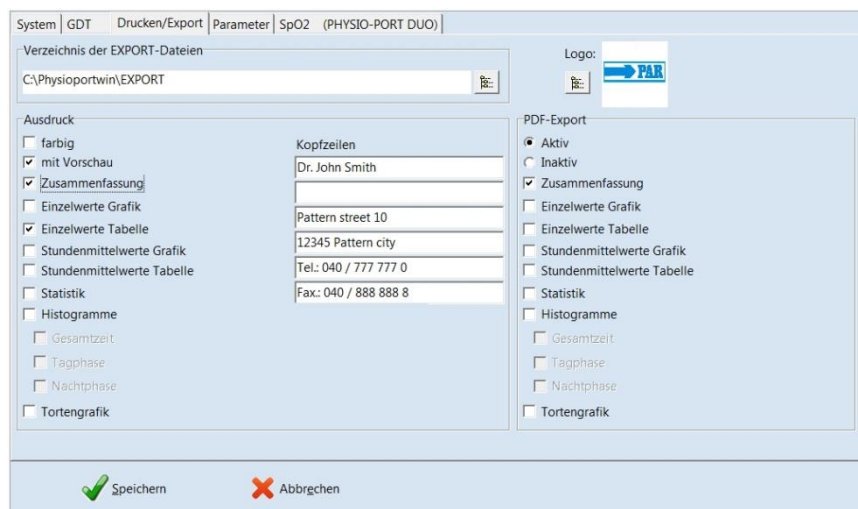 System GDT Drucken/Export Parameter SpO2 (PHYSIO-PORT DUO)
Verzeichnis der EXPORT-Dateien
C:\Physioportwin\EXPORT
Logo:
PAR
Ausdruck
farbig
mit Vorschau
Zusammenfassung
Einzelwerte Grafik
Einzelwerte Tabelle
Stundenmittelwerte Grafik
Stundenmittelwerte Tabelle
Statistik
Histogramme
Gesamtzeit
Tagphase
Nachtphase
Tortengrafik
Kopfzeilen
Dr. John Smith
Pattern street 10
12345 Pattern city
Tel.: 040 / 777 777 0
Fax.: 040 / 888 888 8
PDF-Export
Aktiv
Inaktiv
Zusammenfassung
Einzelwerte Grafik
Einzelwerte Tabelle
Stundenmittelwerte Grafik
Stundenmittelwerte Tabelle
Statistik
Histogramme
Gesamtzeit
Tagphase
Nachtphase
Tortengrafik
Speichern
Abbrechen